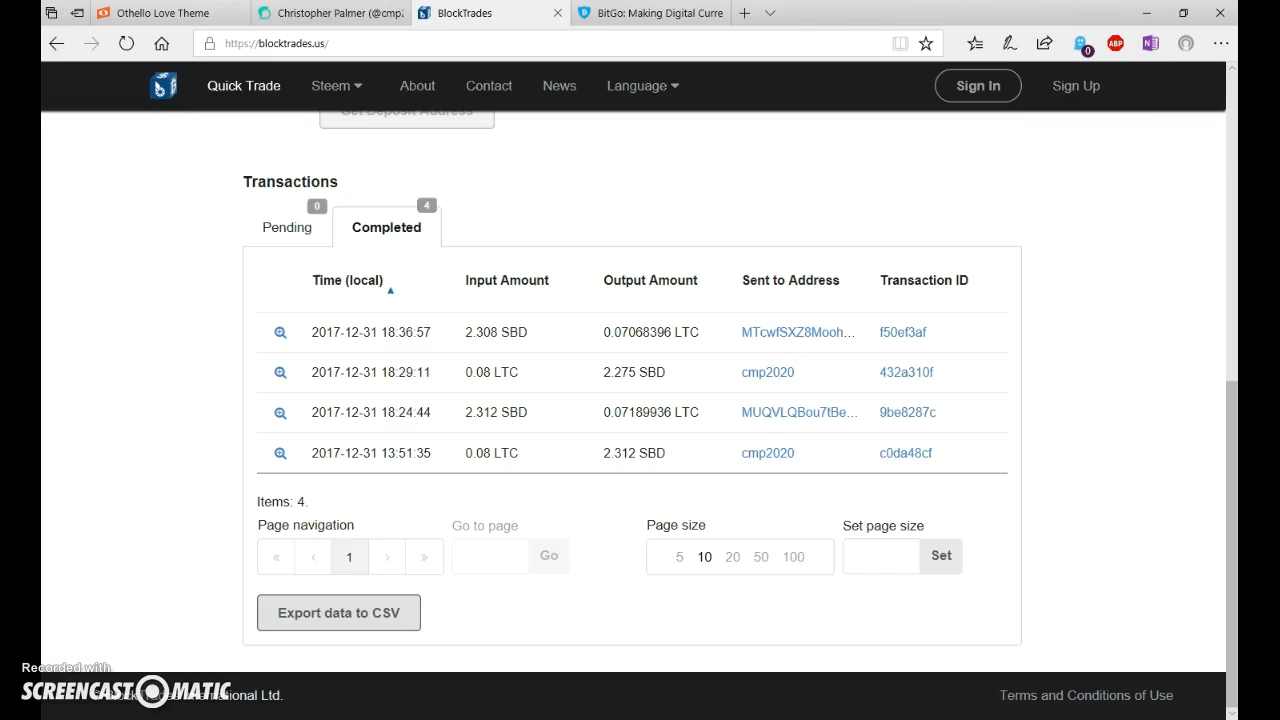 Othello Love Theme
Christopher Palmer (@cmp
BlockTrades
BitGo: Making Digital Curre
https://blocktrades.us/
ABP
0
Quick Trade
Steem
About
Contact
News
Language
Sign In
Sign Up
Get Deposit Address
Transactions
0
4
Pending
Completed
Time (local) Input Amount Output Amount Sent to Address Transaction ID
2017-12-31 18:36:57 2.308 SBD 0.07068396 LTC MTcwfSXZ8Mooh... f50ef3af
2017-12-31 18:29:11 0.08 LTC 2.275 SBD cmp2020 432a310f
2017-12-31 18:24:44 2.312 SBD 0.07189936 LTC MUQVLQBou7tBe... 9be8287c
2017-12-31 13:51:35 0.08 LTC 2.312 SBD cmp2020 c0da48cf
Items: 4.
Page navigation Go to page Page size Set page size
« ‹ 1 › » Go 5 10 20 50 100 Set
Export data to CSV
Recorded with
SCREENCAST-O-MATIC
Ltd.
Terms and Conditions of Use